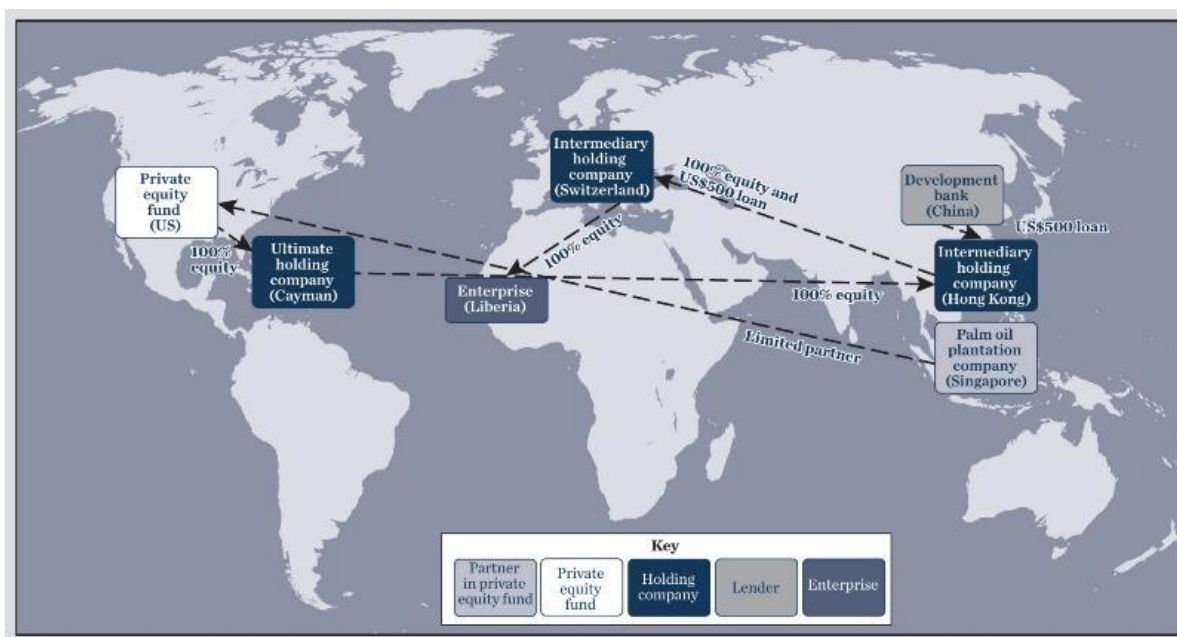 Intermediary
holding
company
(Switzerland)
100% equity and
US$500 loan
Private
equity
fund
(US)
Development
bank
(China)
US$500 loan
100%
equity
Ultimate
holding
company
(Cayman)
100% equity
Enterprise
(Liberia)
Intermediary
holding
company
(Hong Kong)
100% equity
Limited partner
Palm oil
plantation
company
(Singapore)
Key
Partner
in private
equity fund
Private
equity
fund
Holding
company
Lender
Enterprise